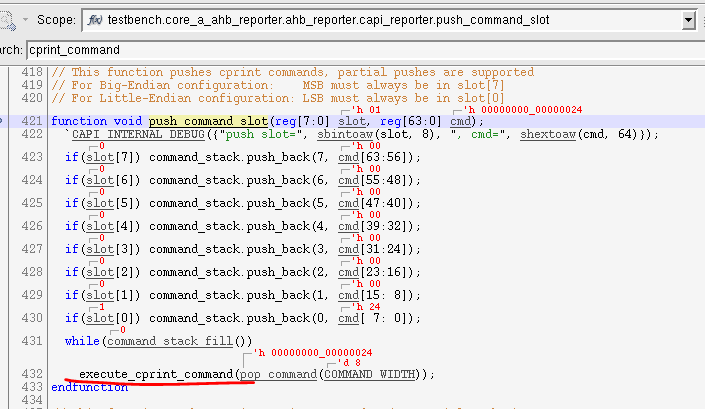 Scope: testbench.core_a_ahb_reporter.ahb_reporter.capi_reporter.push_command_slot
arch: cprint_command
418 // This function pushes cprint commands, partial pushes are supported
419 // For Big-Endian configuration:    MSB must always be in slot[7]
420 // For Little-Endian configuration: LSB must always be in slot[0]
'h 01 'h 00000000_00000024
421 function void push_command_slot(reg[7:0] slot, reg[63:0] cmd);
422 `CAPI_INTERNAL_DEBUG({"push slot=", sbintoaw(slot, 8), ", cmd=", shextoaw(cmd, 64)});
0 'h 00
423 if(slot[7]) command_stack.push_back(7, cmd[63:56]);
0 'h 00
424 if(slot[6]) command_stack.push_back(6, cmd[55:48]);
0 'h 00
425 if(slot[5]) command_stack.push_back(5, cmd[47:40]);
0 'h 00
426 if(slot[4]) command_stack.push_back(4, cmd[39:32]);
0 'h 00
427 if(slot[3]) command_stack.push_back(3, cmd[31:24]);
0 'h 00
428 if(slot[2]) command_stack.push_back(2, cmd[23:16]);
0 'h 00
429 if(slot[1]) command_stack.push_back(1, cmd[15: 8]);
1 'h 24
430 if(slot[0]) command_stack.push_back(0, cmd[ 7: 0]);
0
431 while(command_stack_fill())
'h 00000000_00000024
'd 8
432 execute_cprint_command(pop_command(COMMAND_WIDTH));
433 endfunction
434